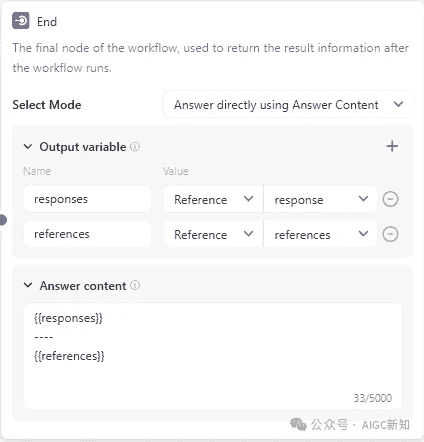 End
The final node of the workflow, used to return the result information after
the workflow runs.
Select Mode Answer directly using Answer Content
Output variable
Name Value
responses Reference response
references Reference references
Answer content
{{responses}}
----
{{references}}
33/5000
公众号 · AIGC新知